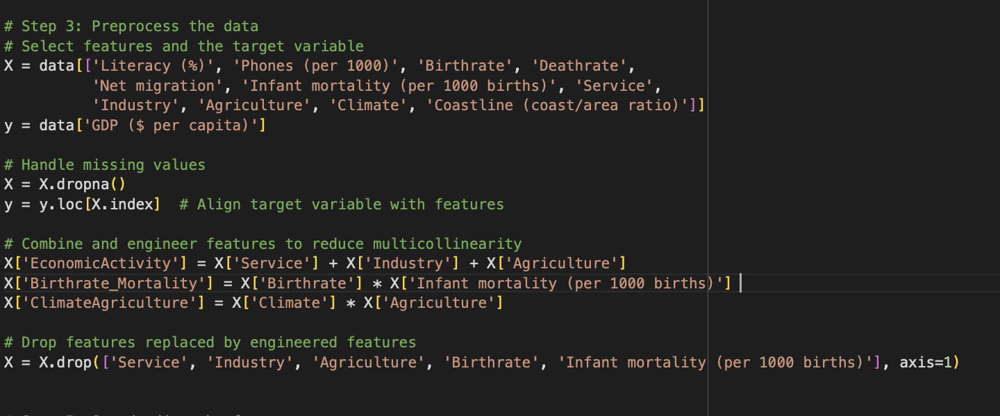 # Step 3: Preprocess the data
# Select features and the target variable
X = data[['Literacy (%)', 'Phones (per 1000)', 'Birthrate', 'Deathrate',
'Net migration', 'Infant mortality (per 1000 births)', 'Service',
'Industry', 'Agriculture', 'Climate', 'Coastline (coast/area ratio)']]
y = data['GDP ($ per capita)']
# Handle missing values
X = X.dropna()
y = y.loc[X.index]  # Align target variable with features
# Combine and engineer features to reduce multicollinearity
X['EconomicActivity'] = X['Service'] + X['Industry'] + X['Agriculture']
X['Birthrate_Mortality'] = X['Birthrate'] * X['Infant mortality (per 1000 births)']
X['ClimateAgriculture'] = X['Climate'] * X['Agriculture']
# Drop features replaced by engineered features
X = X.drop(['Service', 'Industry', 'Agriculture', 'Birthrate', 'Infant mortality (per 1000 births)'], axis=1)